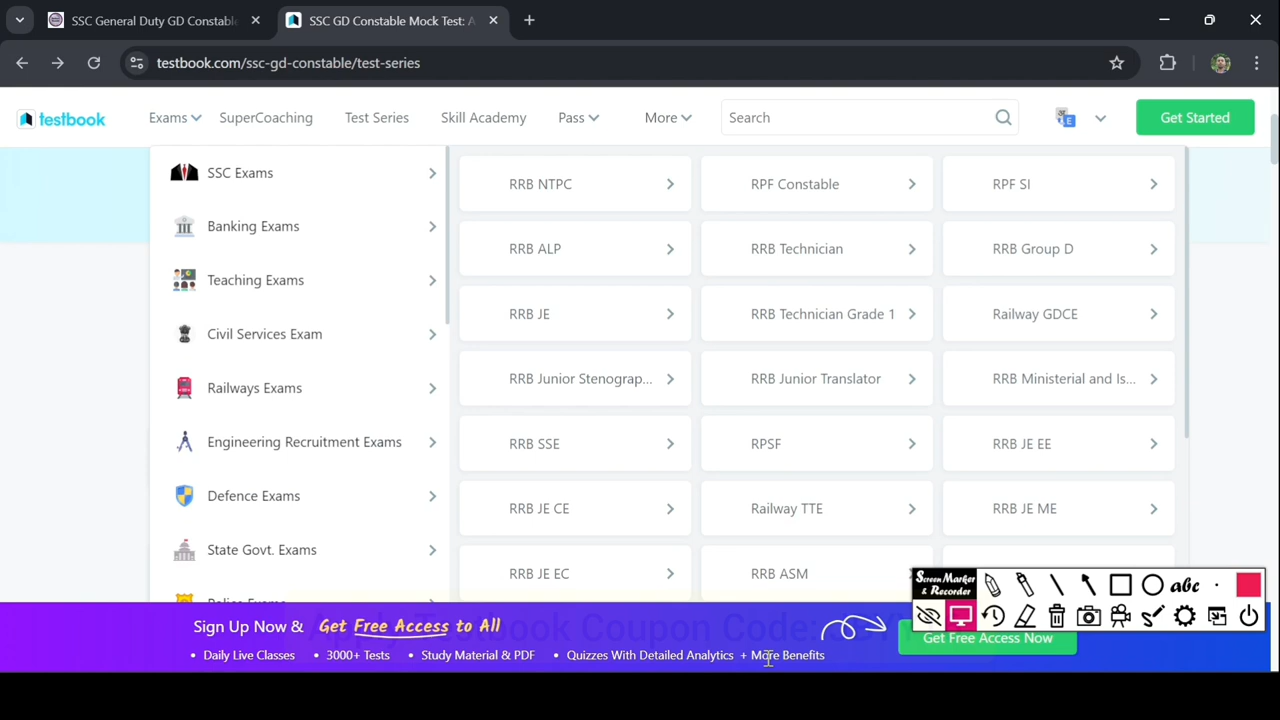 SSC General Duty GD Constable
SSC GD Constable Mock Test: A
testbook.com/ssc-gd-constable/test-series
testbook
Exams
SuperCoaching
Test Series
Skill Academy
Pass
More
Search
Get Started
SSC Exams
Banking Exams
Teaching Exams
Civil Services Exam
Railways Exams
Engineering Recruitment Exams
Defence Exams
State Govt. Exams
RRB NTPC
RPF Constable
RPF SI
RRB ALP
RRB Technician
RRB Group D
RRB JE
RRB Technician Grade 1
Railway GDCE
RRB Junior Stenograp...
RRB Junior Translator
RRB Ministerial and Is...
RRB SSE
RPSF
RRB JE EE
RRB JE CE
Railway TTE
RRB JE ME
RRB JE EC
RRB ASM
Screen Marker
& Recorder
abc
Sign Up Now & Get Free Access to All
• Daily Live Classes • 3000+ Tests • Study Material & PDF • Quizzes With Detailed Analytics + More Benefits
Get Free Access Now
Apply Testbook Coupon Code: